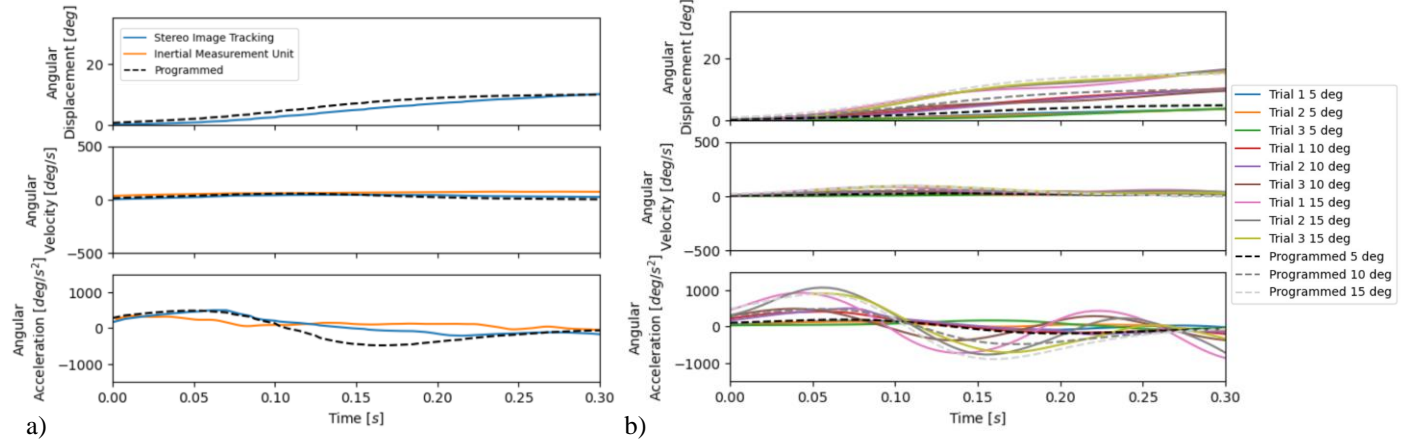 Angular
Displacement [deg]
20
0
Stereo Image Tracking
Inertial Measurement Unit
Programmed
Angular
Velocity [deg/s]
500
0
−500
Angular
Acceleration [deg/s²]
1000
0
−1000
0.00 0.05 0.10 0.15 0.20 0.25 0.30
Time [s]
a)
Angular
Displacement [deg]
20
0
Angular
Velocity [deg/s]
500
0
−500
Angular
Acceleration [deg/s²]
1000
0
−1000
0.00 0.05 0.10 0.15 0.20 0.25 0.30
Time [s]
b)
Trial 1 5 deg
Trial 2 5 deg
Trial 3 5 deg
Trial 1 10 deg
Trial 2 10 deg
Trial 3 10 deg
Trial 1 15 deg
Trial 2 15 deg
Trial 3 15 deg
Programmed 5 deg
Programmed 10 deg
Programmed 15 deg